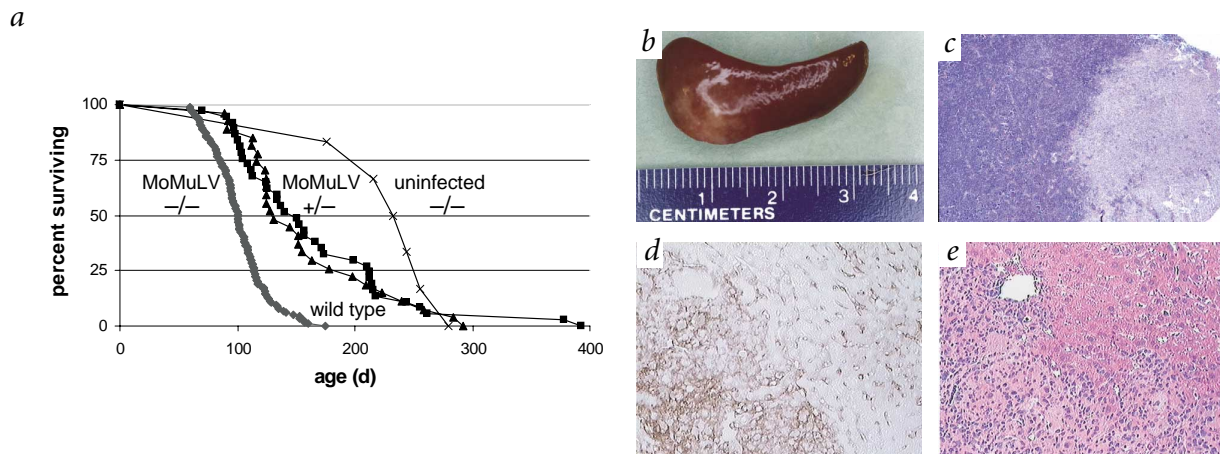 a
percent surviving
100
75
50
25
0
MoMuLV
–/–
MoMuLV
+/–
uninfected
–/–
wild type
0
100
200
300
400
age (d)
b
1 2 3 4
CENTIMETERS
c
d
e